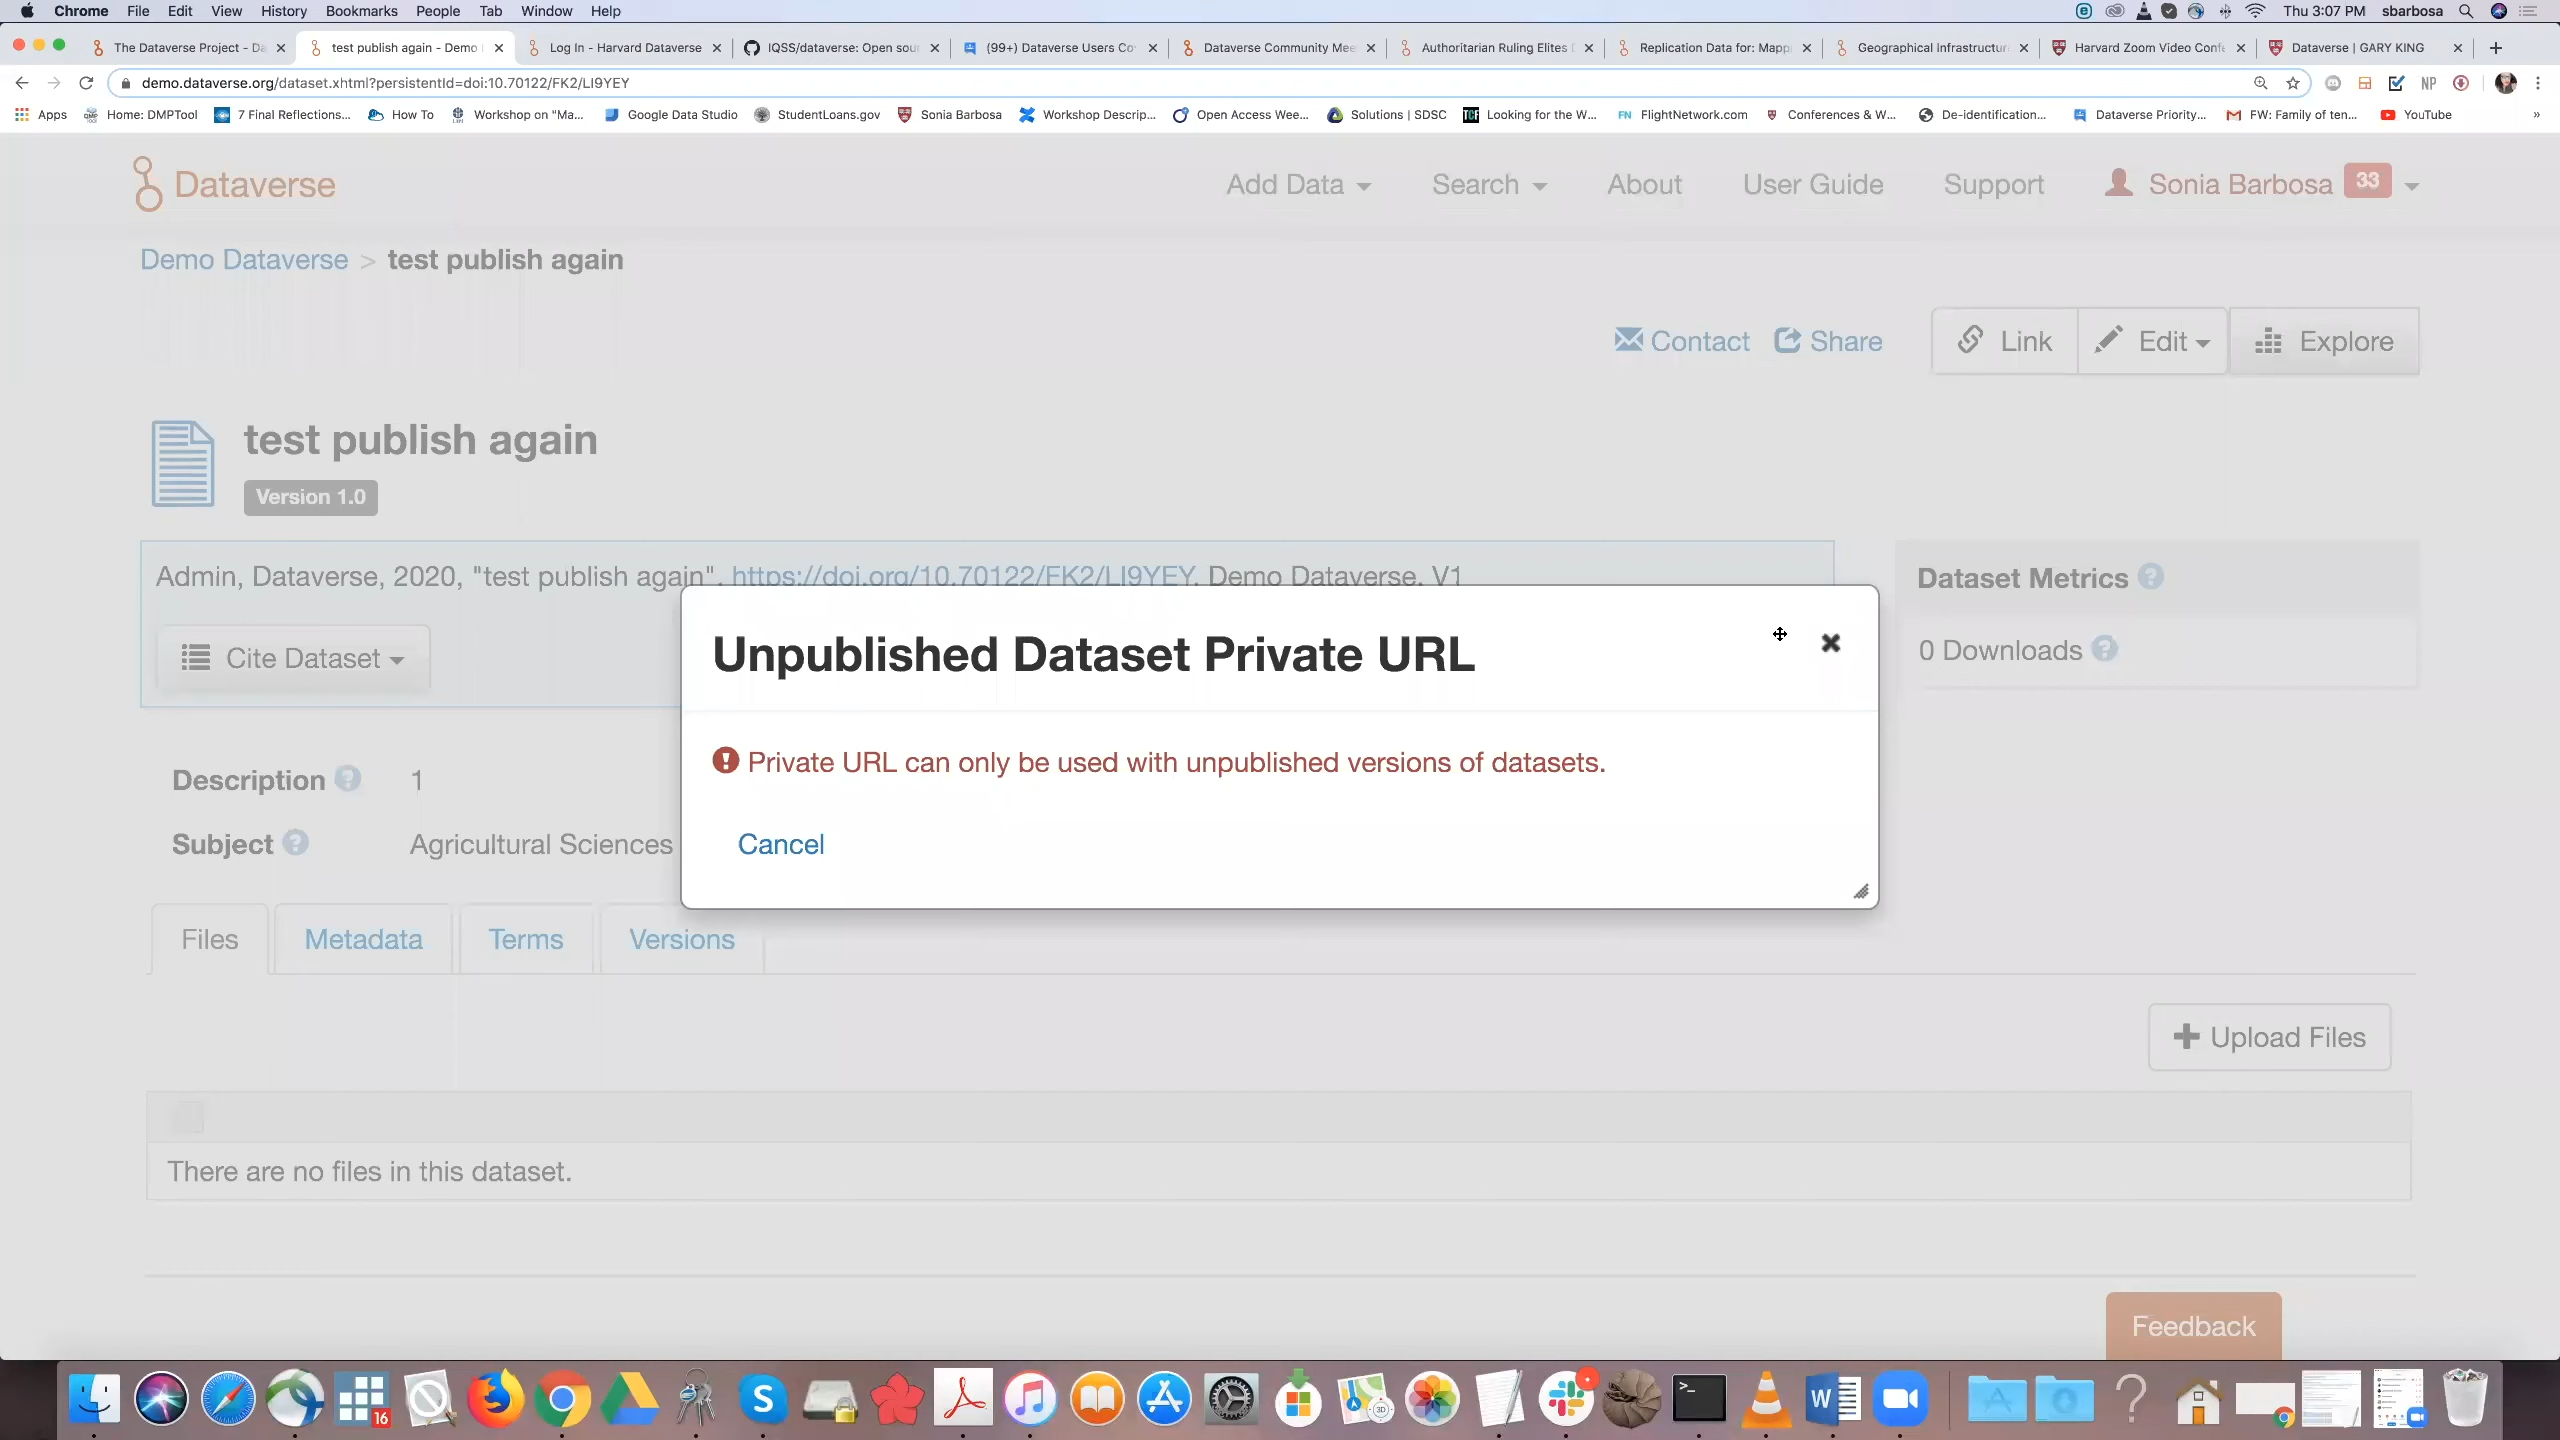 Chrome File Edit View History Bookmarks People Tab Window Help Thu 3:07 PM sbarbosa
The Dataverse Project - Da test publish again - Demo Log In - Harvard Dataverse IQSS/dataverse: Open sou (99+) Dataverse Users Co Dataverse Community Mee Authoritarian Ruling Elites D Replication Data for: Mapp Geographical Infrastructur Harvard Zoom Video Confe Dataverse | GARY KING
demo.dataverse.org/dataset.xhtml?persistentId=doi:10.70122/FK2/LI9YEY NP
Apps Home: DMPTool 7 Final Reflections... How To Workshop on "Ma... Google Data Studio StudentLoans.gov Sonia Barbosa Workshop Descrip... Open Access Wee... Solutions | SDSC TCF Looking for the W... FN FlightNetwork.com Conferences & W... De-identification... Dataverse Priority... FW: Family of ten... YouTube »
Dataverse Add Data Search About User Guide Support Sonia Barbosa 33
Demo Dataverse > test publish again
Contact Share Link Edit Explore
test publish again
Version 1.0
Admin, Dataverse, 2020, "test publish again", https://doi.org/10.70122/FK2/LI9YEY, Demo Dataverse, V1
Dataset Metrics
Cite Dataset
0 Downloads
Unpublished Dataset Private URL
Private URL can only be used with unpublished versions of datasets.
Cancel
Description 1
Subject Agricultural Sciences
Files Metadata Terms Versions
Upload Files
There are no files in this dataset.
Feedback
16